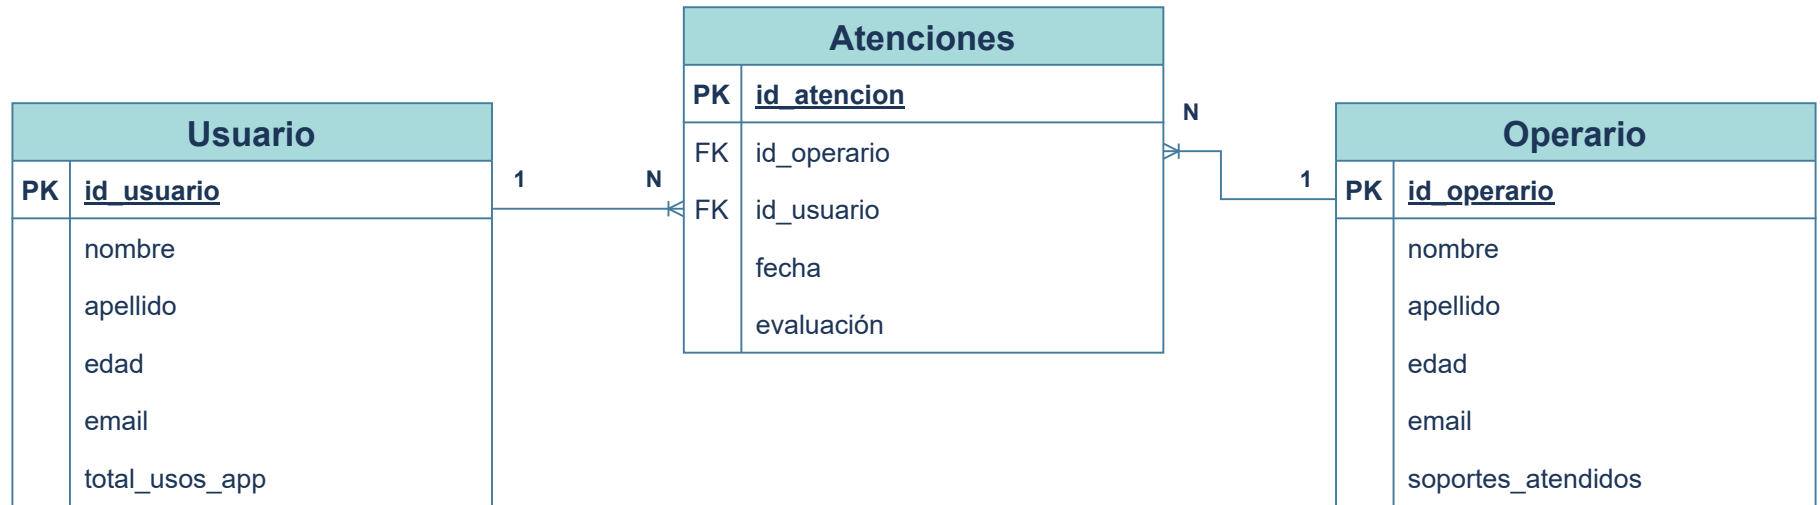 Atenciones
PK id_atencion
FK id_operario
FK id_usuario
fecha
evaluación
Usuario
PK id_usuario
nombre
apellido
edad
email
total_usos_app
1 N
N
1
Operario
PK id_operario
nombre
apellido
edad
email
soportes_atendidos